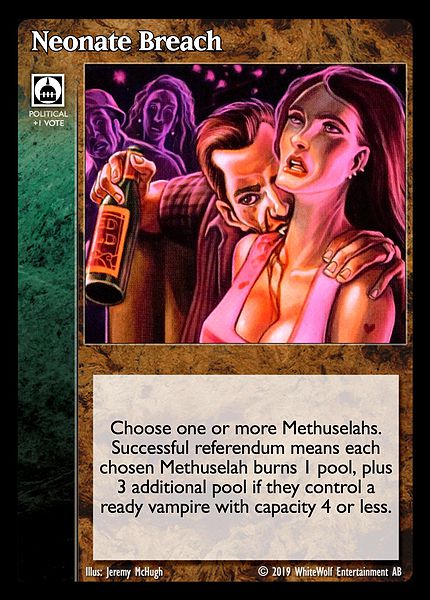 Neonate Breach
POLITICAL
+1 VOTE
Choose one or more Methuselahs.
Successful referendum means each
chosen Methuselah burns 1 pool, plus
3 additional pool if they control a
ready vampire with capacity 4 or less.
Illus: Jeremy McHugh
© 2019 WhiteWolf Entertainment AB